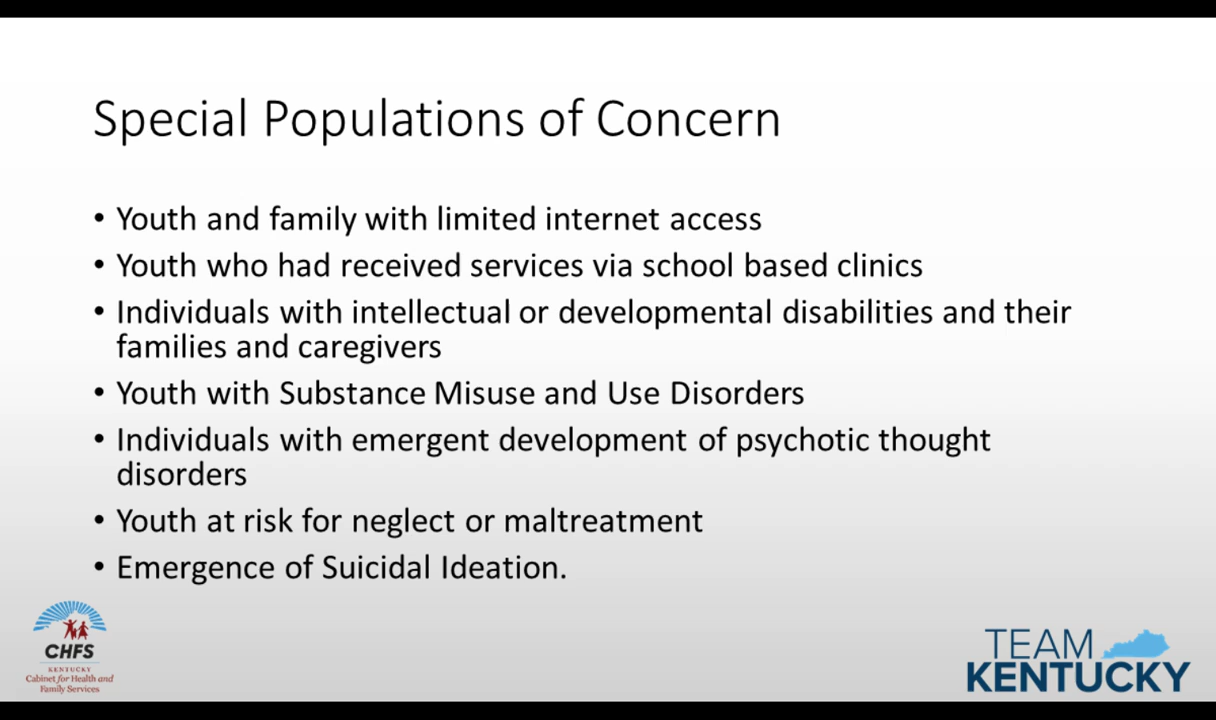 Special Populations of Concern
• Youth and family with limited internet access
• Youth who had received services via school based clinics
• Individuals with intellectual or developmental disabilities and their
families and caregivers
• Youth with Substance Misuse and Use Disorders
• Individuals with emergent development of psychotic thought
disorders
• Youth at risk for neglect or maltreatment
• Emergence of Suicidal Ideation.
CHFS
KENTUCKY
Cabinet for Health and
Family Services
TEAM
KENTUCKY